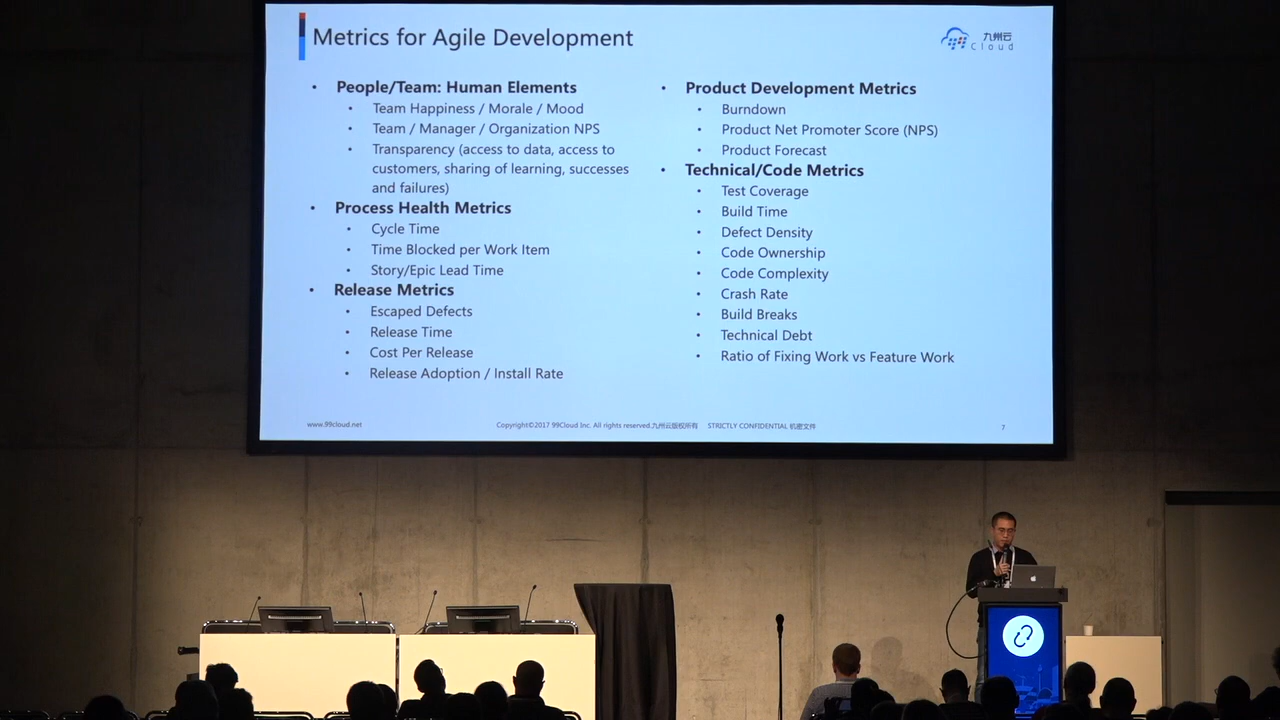 Metrics for Agile Development
九州云
Cloud
• People/Team: Human Elements
• Team Happiness / Morale / Mood
• Team / Manager / Organization NPS
• Transparency (access to data, access to
customers, sharing of learning, successes
and failures)
• Process Health Metrics
• Cycle Time
• Time Blocked per Work Item
• Story/Epic Lead Time
• Release Metrics
• Escaped Defects
• Release Time
• Cost Per Release
• Release Adoption / Install Rate
• Product Development Metrics
• Burndown
• Product Net Promoter Score (NPS)
• Product Forecast
• Technical/Code Metrics
• Test Coverage
• Build Time
• Defect Density
• Code Ownership
• Code Complexity
• Crash Rate
• Build Breaks
• Technical Debt
• Ratio of Fixing Work vs Feature Work
www.99cloud.net
Copyright©2017 99Cloud Inc. All rights reserved.九州云版权所有 STRICTLY CONFIDENTIAL 机密文件
7